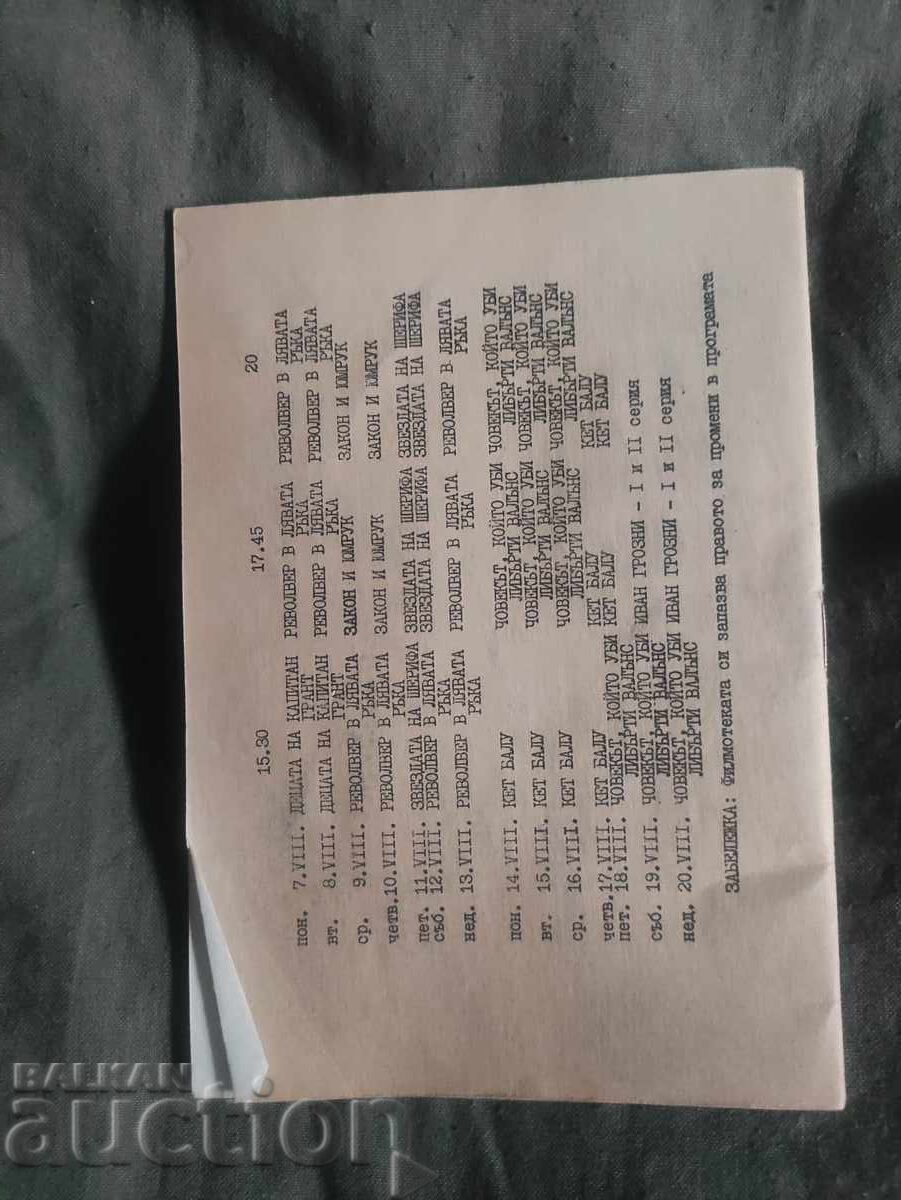 15.30 17.45 20
пон. 7.VIII. ДЕЦАТА НА КАПИТАН РЕВОЛВЕР В ЛЯВАТА РЕВОЛВЕР В ЛЯВАТА
ГРАНТ РЪКА РЪКА
вт. 8.VIII. ДЕЦАТА НА КАПИТАН РЕВОЛВЕР В ЛЯВАТА РЕВОЛВЕР В ЛЯВАТА
ГРАНТ РЪКА РЪКА
ср. 9.VIII. РЕВОЛВЕР В ЛЯВАТА ЗАКОН И ЮМРУК ЗАКОН И ЮМРУК
РЪКА
четв.10.VIII. РЕВОЛВЕР В ЛЯВАТА ЗАКОН И ЮМРУК ЗАКОН И ЮМРУК
РЪКА
пет. 11.VIII. ЗВЕЗДАТА НА ШЕРИФА ЗВЕЗДАТА НА ШЕРИФА ЗВЕЗДАТА НА ШЕРИФА
съб. 12.VIII. РЕВОЛВЕР В ЛЯВАТА ЗВЕЗДАТА НА ШЕРИФА ЗВЕЗДАТА НА ШЕРИФА
РЪКА
нед. 13.VIII. РЕВОЛВЕР В ЛЯВАТА РЕВОЛВЕР В ЛЯВАТА РЕВОЛВЕР В ЛЯВАТА
РЪКА РЪКА РЪКА
пон. 14.VIII. КЕТ БАЛУ ЧОВЕКЪТ, КОЙТО УБИ ЧОВЕКЪТ, КОЙТО УБИ
ЛИБЪРТИ ВАЛЪНС ЛИБЪРТИ ВАЛЪНС
вт. 15.VIII. КЕТ БАЛУ ЧОВЕКЪТ, КОЙТО УБИ ЧОВЕКЪТ, КОЙТО УБИ
ЛИБЪРТИ ВАЛЪНС ЛИБЪРТИ ВАЛЪНС
ср. 16.VIII. КЕТ БАЛУ ЧОВЕКЪТ, КОЙТО УБИ ЧОВЕКЪТ, КОЙТО УБИ
ЛИБЪРТИ ВАЛЪНС ЛИБЪРТИ ВАЛЪНС
четв.17.VIII. КЕТ БАЛУ КЕТ БАЛУ КЕТ БАЛУ
пет. 18.VIII. ЧОВЕКЪТ, КОЙТО УБИ КЕТ БАЛУ КЕТ БАЛУ
ЛИБЪРТИ ВАЛЪНС
съб. 19.VIII. ЧОВЕКЪТ, КОЙТО УБИ ИВАН ГРОЗНИ - I и II серия
ЛИБЪРТИ ВАЛЪНС
нед. 20.VIII. ЧОВЕКЪТ, КОЙТО УБИ ИВАН ГРОЗНИ - I и II серия
ЛИБЪРТИ ВАЛЪНС
ЗАБЕЛЕЖКА: Филмотеката си запазва правото за промени в програмата
BALKAN
auction